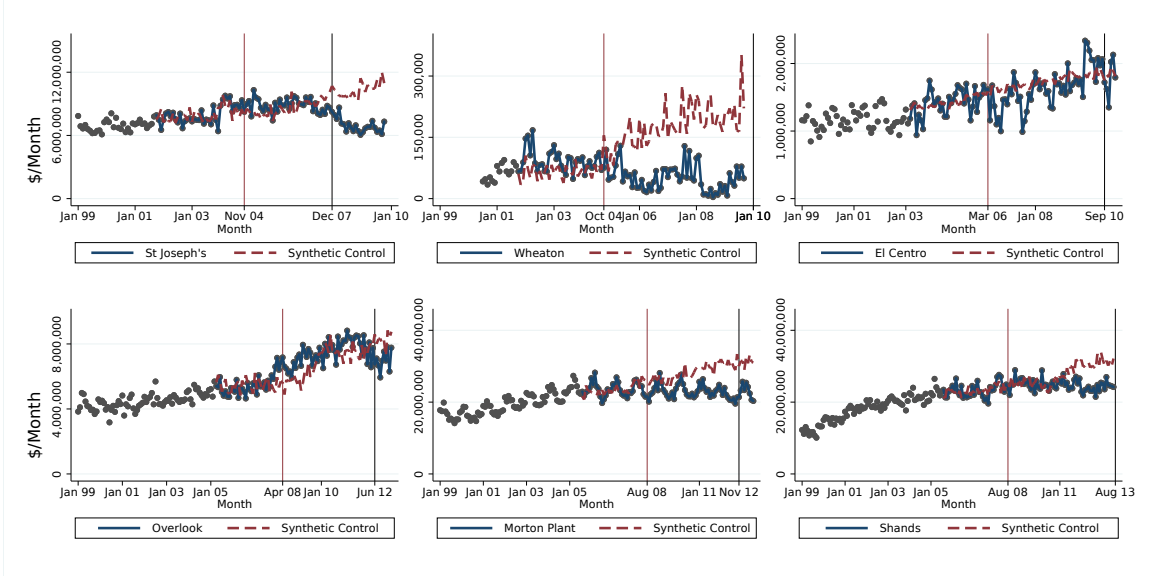 $/Month
0 6,000,000 12,000,000
Jan 99 Jan 01 Jan 03 Nov 04 Dec 07 Jan 10
Month
St Joseph's Synthetic Control
0 150,000 300,000
Jan 99 Jan 01 Jan 03 Oct 04 Jan 06 Jan 08 Jan 10
Month
Wheaton Synthetic Control
0 1,000,000 2,000,000
Jan 99 Jan 01 Jan 03 Mar 06 Jan 08 Sep 10
Month
El Centro Synthetic Control
$/Month
0 4,000,000 8,000,000
Jan 99 Jan 01 Jan 03 Jan 05 Apr 08 Jan 10 Jun 12
Month
Overlook Synthetic Control
0 20,000,000 40,000,000
Jan 99 Jan 01 Jan 03 Jan 05 Aug 08 Jan 11 Nov 12
Month
Morton Plant Synthetic Control
0 20,000,000 40,000,000
Jan 99 Jan 01 Jan 03 Jan 05 Aug 08 Jan 11 Aug 13
Month
Shands Synthetic Control